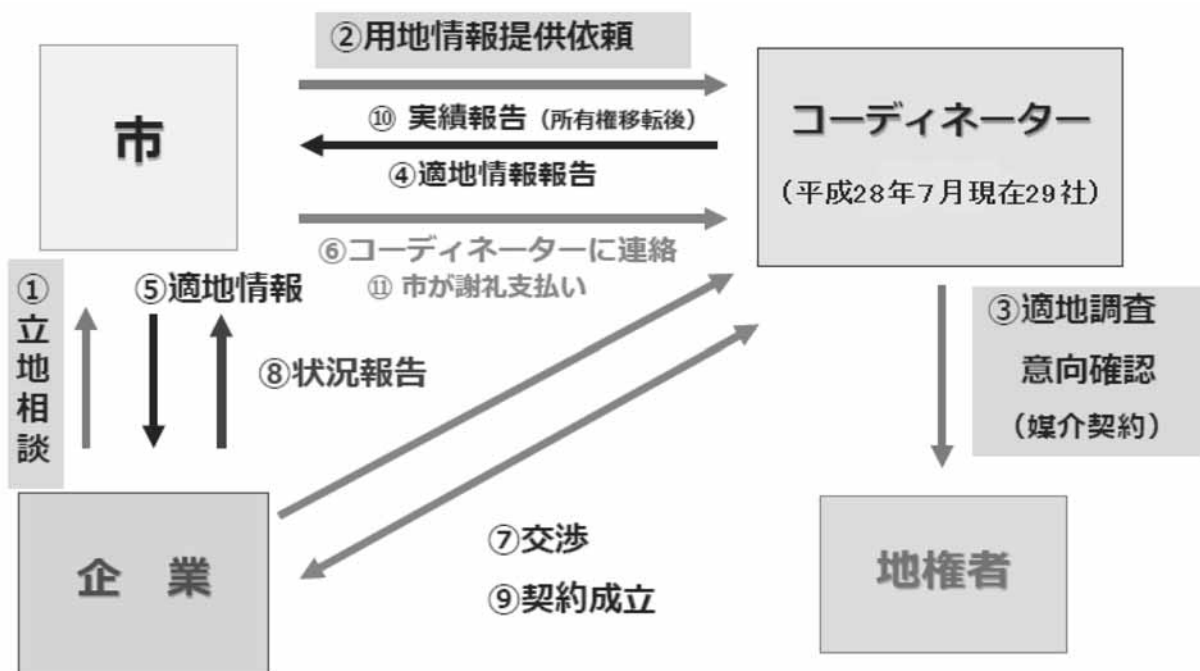 ②用地情報提供依頼
市
⑩ 実績報告（所有権移転後）
④適地情報報告
コーディネーター
（平成28年７月現在29社）
⑥コーディネーターに連絡
⑪ 市が謝礼支払い
①立地相談
⑤適地情報
⑧状況報告
③適地調査
意向確認
（媒介契約）
企　業
⑦交渉
⑨契約成立
地権者